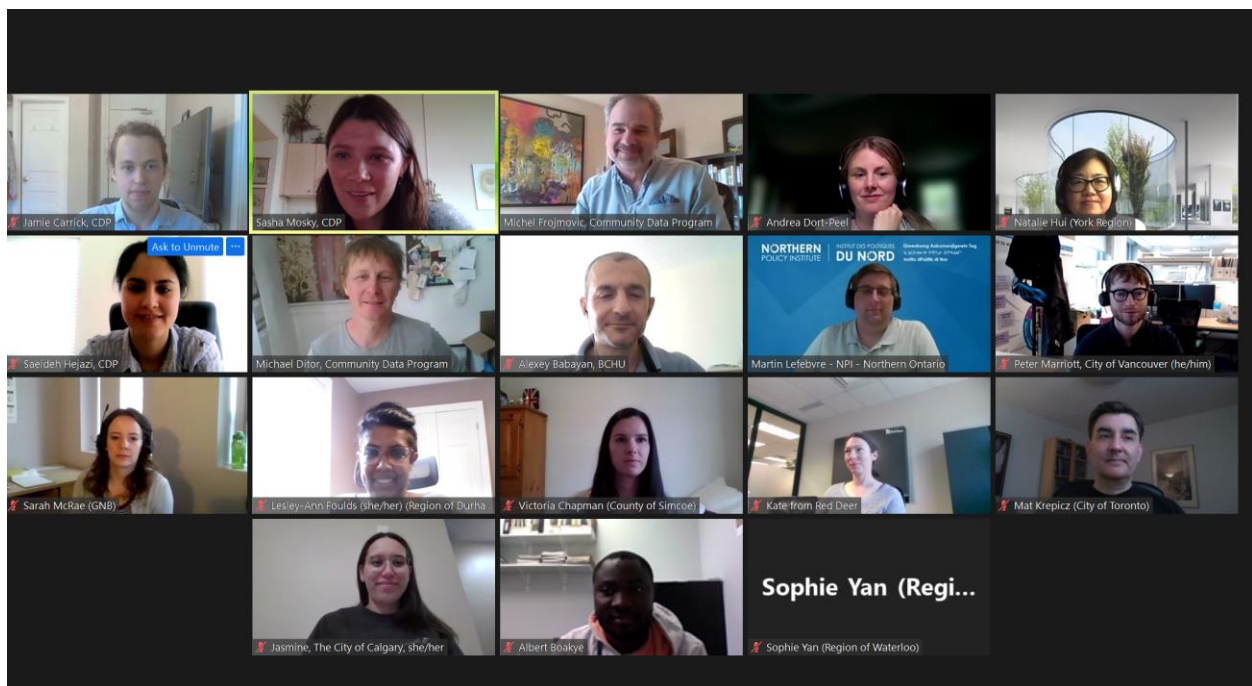 Jamie Carrick, CDP
Sasha Mosky, CDP
Michel Frojmovic, Community Data Program
Andrea Dort-Peel
Natalie Hui (York Region)
Ask to Unmute
Saeideh Hejazi, CDP
Michael Ditor, Community Data Program
Alexey Babayan, BCHU
NORTHERN
POLICY INSTITUTE
INSTITUT DES POLITIQUES
DU NORD
Martin Lefebvre - NPI - Northern Ontario
Peter Marriott, City of Vancouver (he/him)
Sarah McRae (GNB)
Lesley-Ann Foulds (she/her) (Region of Durha...
Victoria Chapman (County of Simcoe)
Kate from Red Deer
Mat Krepicz (City of Toronto)
Jasmine, The City of Calgary, she/her
Albert Boakye
Sophie Yan (Regi...
Sophie Yan (Region of Waterloo)